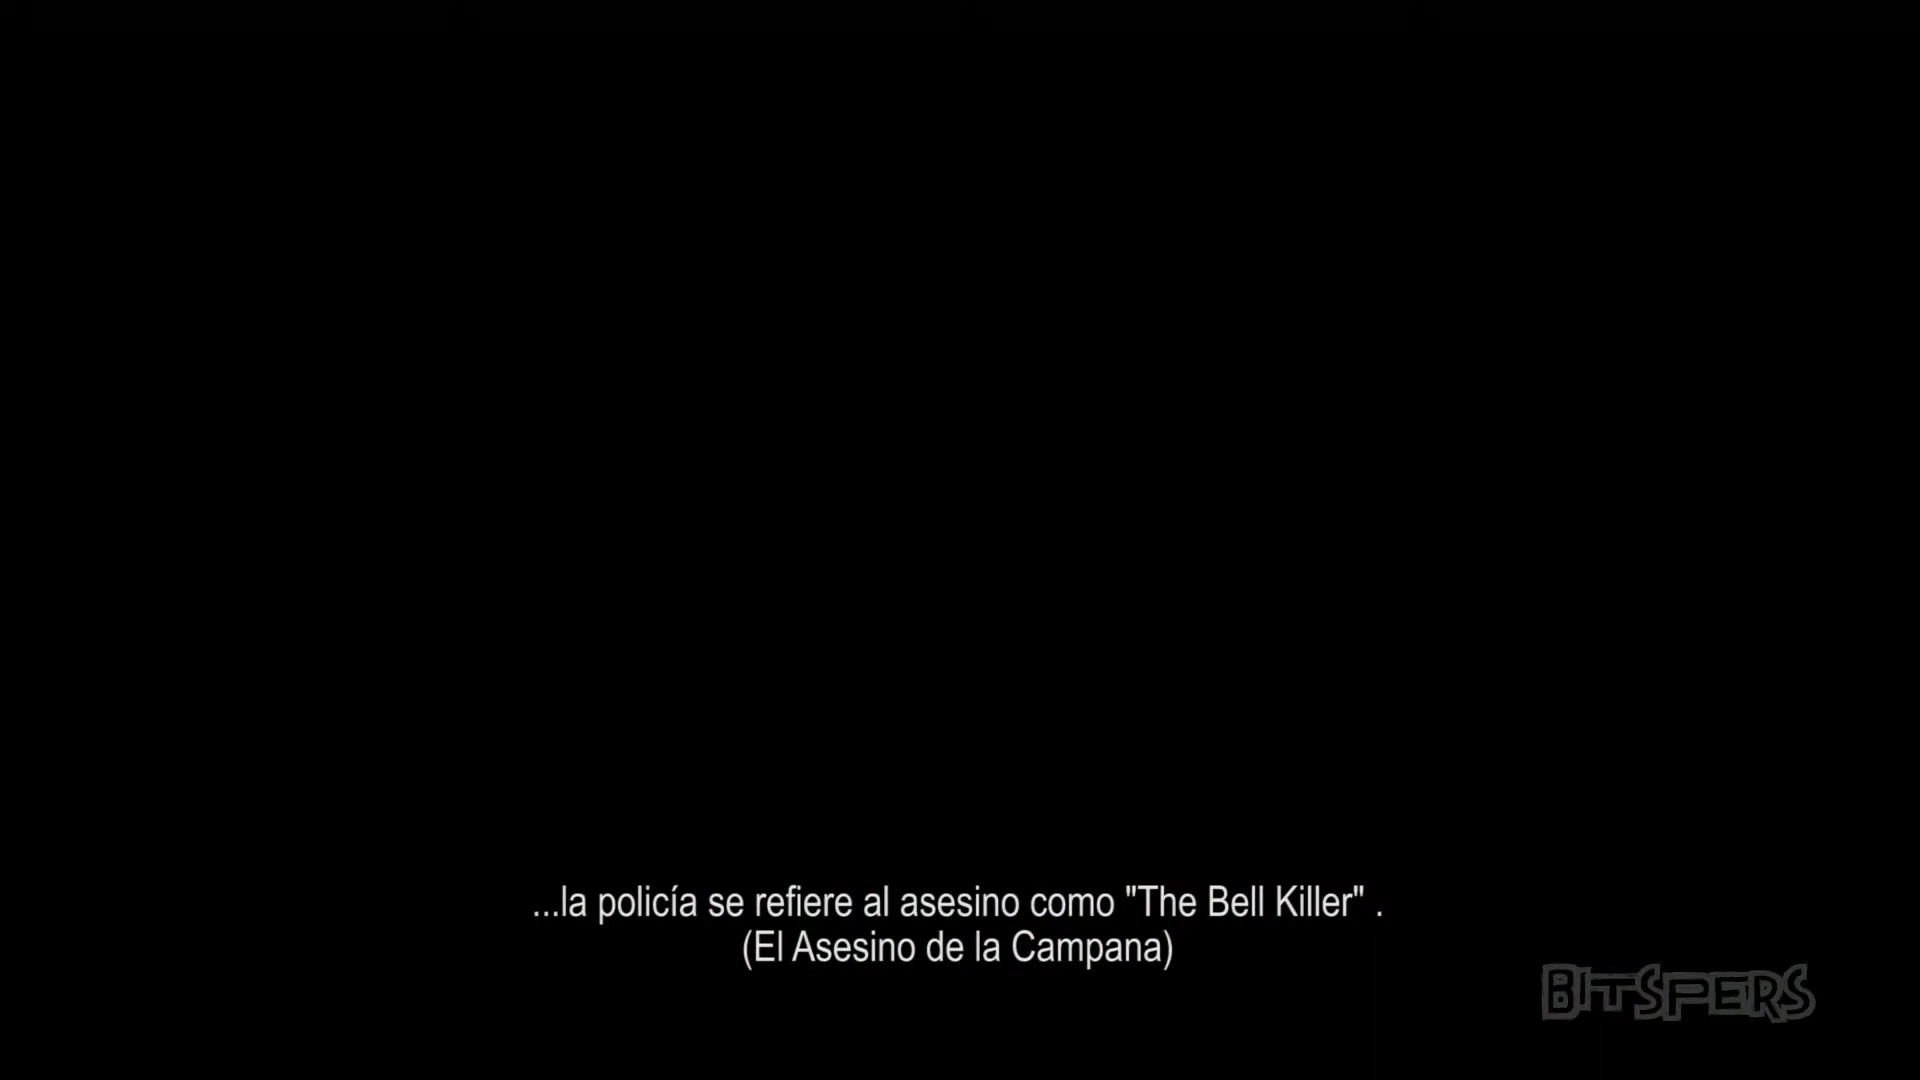 ...la policía se refiere al asesino como "The Bell Killer" .
(El Asesino de la Campana)
BITSPERS